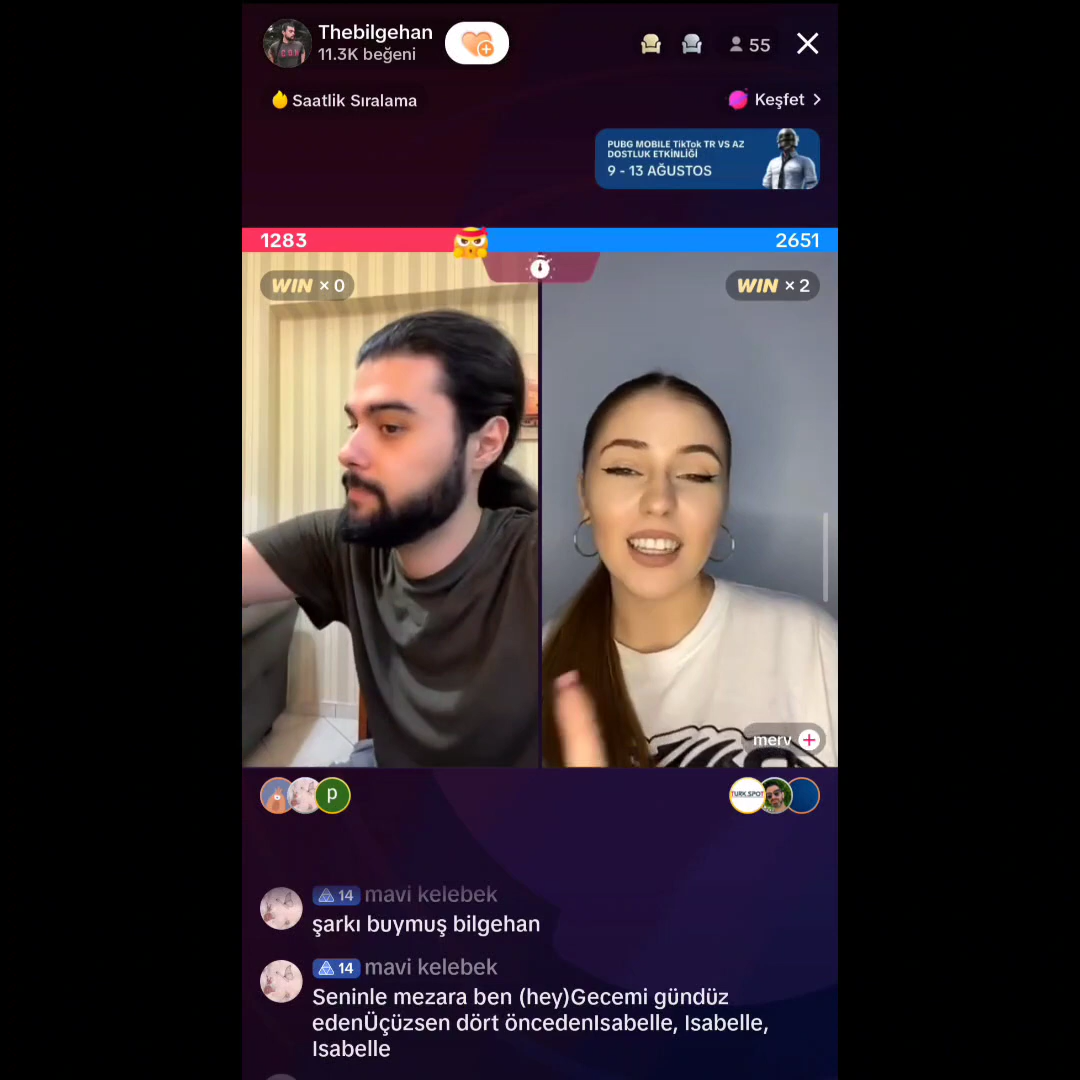 Thebilgehan
11.3K beğeni
55
Saatlik Sıralama
Keşfet
PUBG MOBILE TikTok TR VS AZ
DOSTLUK ETKİNLİĞİ
9 - 13 AĞUSTOS
1283
2651
WIN × 0
WIN × 2
merv
P
TURK SPOT
14 mavi kelebek
şarkı buymuş bilgehan
14 mavi kelebek
Seninle mezara ben (hey)Gecemi gündüz
edenÜçüzsen dört öncedenIsabelle, Isabelle,
Isabelle